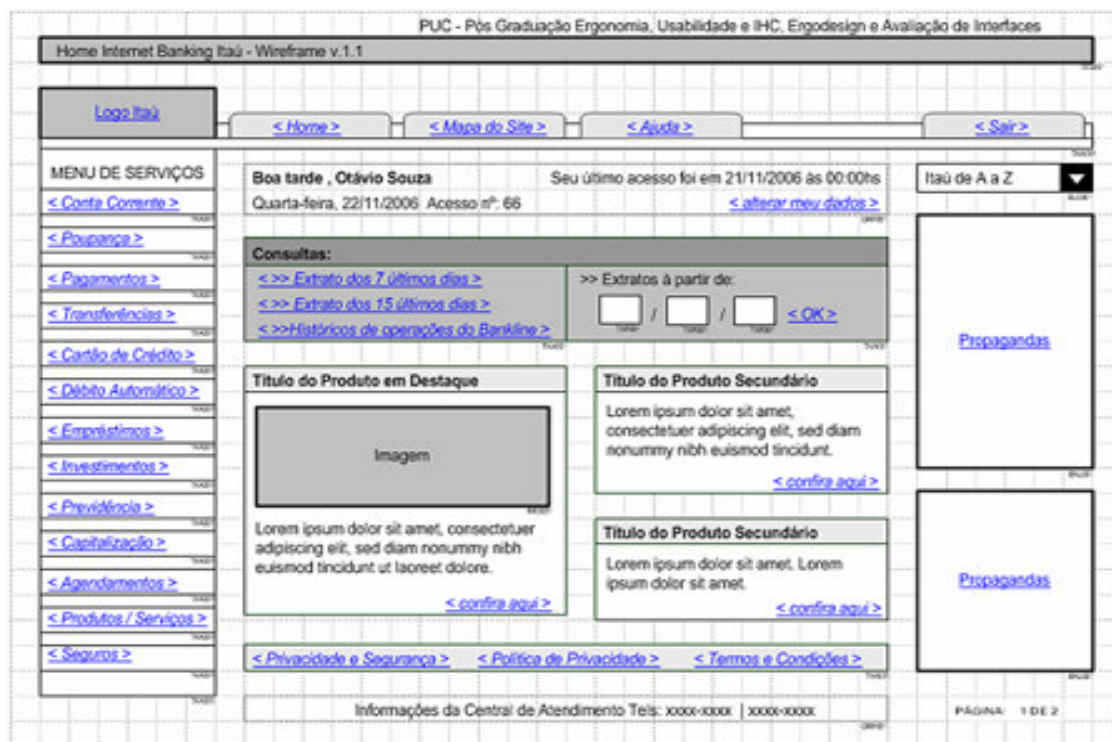 PUC - Pós Graduação Ergonomia, Usabilidade e IHC, Ergodesign e Avaliação de Interfaces
Home Internet Banking Itaú - Wireframe v.1.1
Logo Itaú
< Home >
< Mapa do Site >
< Ajuda >
< Sair >
MENU DE SERVIÇOS
< Conta Corrente >
< Poupança >
< Pagamentos >
< Transferências >
< Cartão de Crédito >
< Débito Automático >
< Empréstimos >
< Investimentos >
< Previdência >
< Capitalização >
< Agendamentos >
< Produtos / Serviços >
< Seguros >
Boa tarde , Otávio Souza
Seu último acesso foi em 21/11/2006 às 00:00hs
Quarta-feira, 22/11/2006 Acesso nº: 66
< alterar meu dados >
Consultas:
< >> Extrato dos 7 últimos dias >
< >> Extrato dos 15 últimos dias >
< >>Históricos de operações do Bankline >
>> Extratos à partir de:
/ / < OK >
Título do Produto em Destaque
Imagem
Lorem ipsum dolor sit amet, consectetuer
adipiscing elit, sed diam nonummy nibh
euismod tincidunt ut laoreet dolore.
< confira aqui >
Título do Produto Secundário
Lorem ipsum dolor sit amet,
consectetuer adipiscing elit, sed diam
nonummy nibh euismod tincidunt.
< confira aqui >
Título do Produto Secundário
Lorem ipsum dolor sit amet. Lorem
ipsum dolor sit amet.
< confira aqui >
Itaú de A a Z
Propagandas
Propagandas
< Privacidade e Segurança >
< Política de Privacidade >
< Termos e Condições >
Informações da Central de Atendimento Tels: xxxx-xxxx | xxxx-xxxx
PÁGINA: 1 DE 2